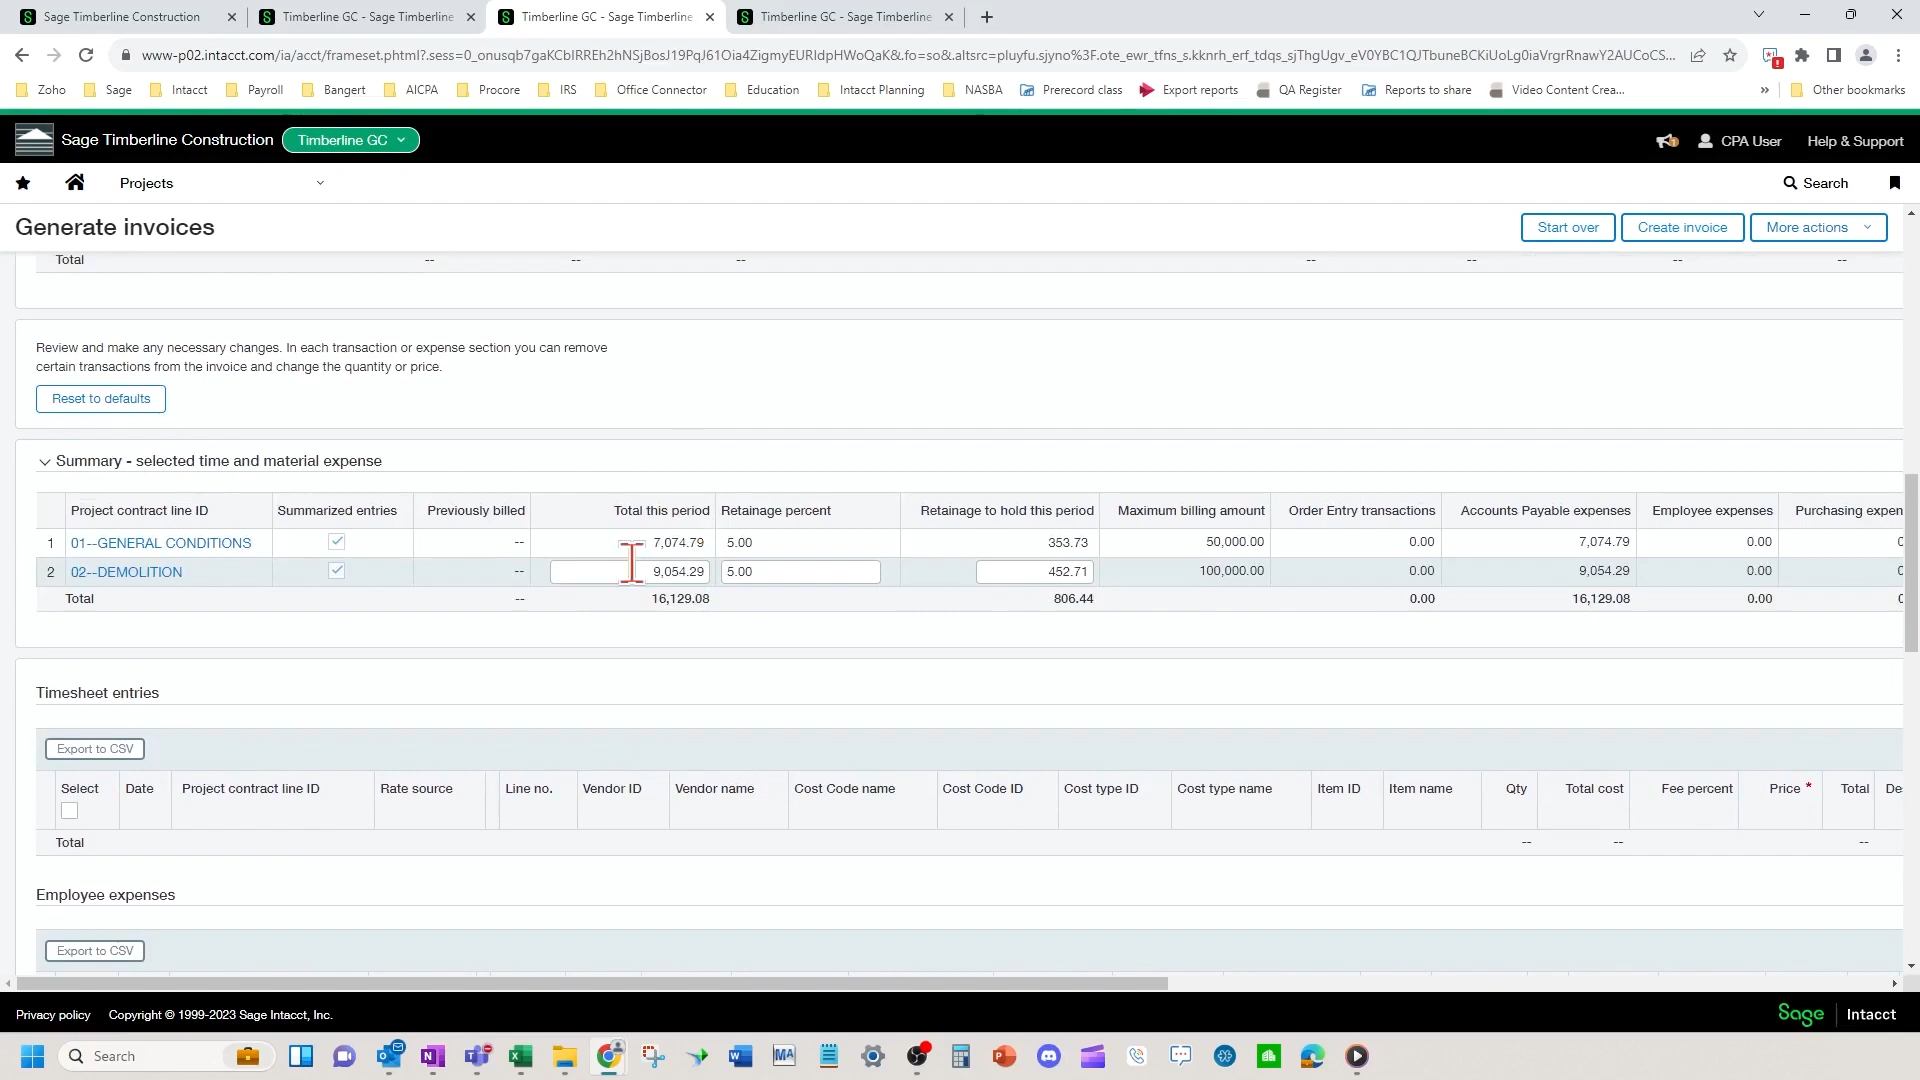 Sage Timberline Construction
Timberline GC - Sage Timberline
Timberline GC - Sage Timberline
Timberline GC - Sage Timberline
Zoho
Sage
Intacct
Payroll
Bangert
AICPA
Procore
IRS
Office Connector
Education
Intacct Planning
NASBA
Prerecord class
Export reports
QA Register
Reports to share
Video Content Crea...
Other bookmarks
Sage Timberline Construction
Timberline GC
CPA User
Help & Support
Projects
Search
Generate invoices
Start over
Create invoice
More actions
Total -- -- -- -- -- -- --
Review and make any necessary changes. In each transaction or expense section you can remove
certain transactions from the invoice and change the quantity or price.
Reset to defaults
Summary - selected time and material expense
Project contract line ID Summarized entries Previously billed Total this period Retainage percent Retainage to hold this period Maximum billing amount Order Entry transactions Accounts Payable expenses Employee expenses Purchasing expen
1 01--GENERAL CONDITIONS -- 7,074.79 5.00 353.73 50,000.00 0.00 7,074.79 0.00
2 02--DEMOLITION -- 9,054.29 5.00 452.71 100,000.00 0.00 9,054.29 0.00
Total -- 16,129.08 806.44 0.00 16,129.08 0.00
Timesheet entries
Export to CSV
Select Date Project contract line ID Rate source Line no. Vendor ID Vendor name Cost Code name Cost Code ID Cost type ID Cost type name Item ID Item name Qty Total cost Fee percent Price * Total De
Total -- -- --
Employee expenses
Export to CSV
Privacy policy Copyright © 1999-2023 Sage Intacct, Inc.
Sage Intacct
Search